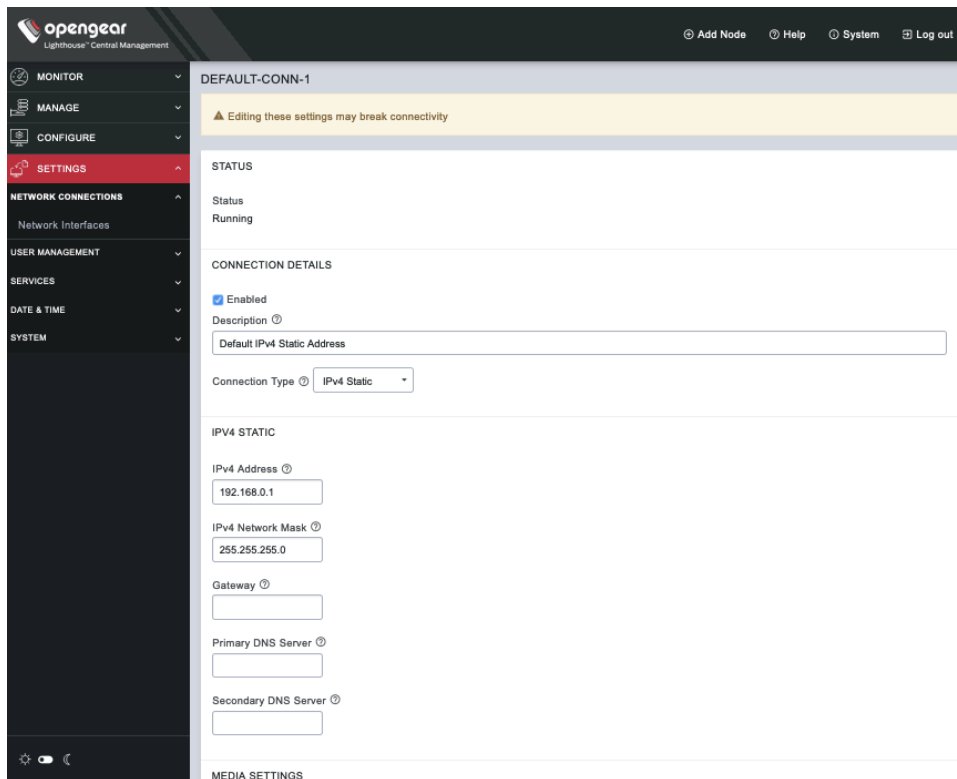 opengear
Lighthouse™ Central Management
Add Node
Help
System
Log out
MONITOR
MANAGE
CONFIGURE
SETTINGS
NETWORK CONNECTIONS
Network Interfaces
USER MANAGEMENT
SERVICES
DATE & TIME
SYSTEM
DEFAULT-CONN-1
Editing these settings may break connectivity
STATUS
Status
Running
CONNECTION DETAILS
Enabled
Description
Default IPv4 Static Address
Connection Type IPv4 Static
IPV4 STATIC
IPv4 Address
192.168.0.1
IPv4 Network Mask
255.255.255.0
Gateway
Primary DNS Server
Secondary DNS Server
MEDIA SETTINGS